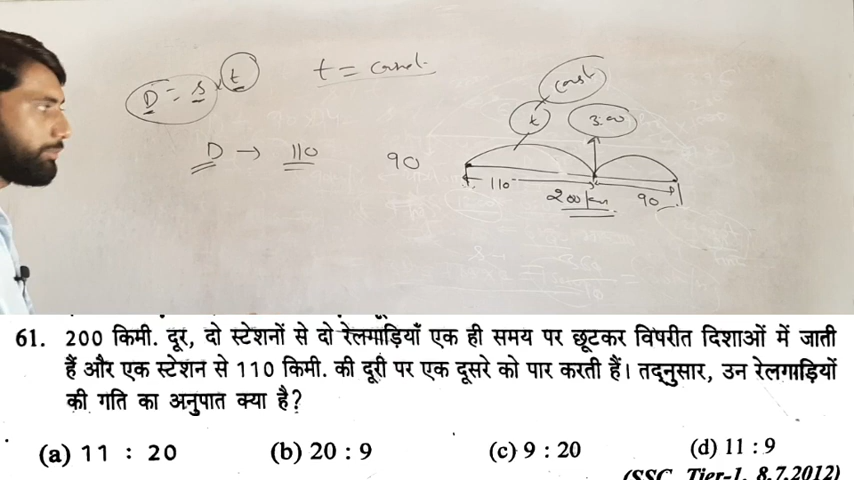 D = s × t
t = const.
const
t
3:00
D → 110
90
110
200 km
90
61. 200 किमी. दूर, दो स्टेशनों से दो रेलमाड़ियाँ एक ही समय पर छूटकर विपरीत दिशाओं में जाती
हैं और एक स्टेशन से 110 किमी. की दूरी पर एक दूसरे को पार करती हैं। तद्नुसार, उन रेलगाड़ियों
की गति का अनुपात क्या है?
(a) 11 : 20 (b) 20 : 9 (c) 9 : 20 (d) 11 : 9
(SSC, Tier-1, 8.7.2012)